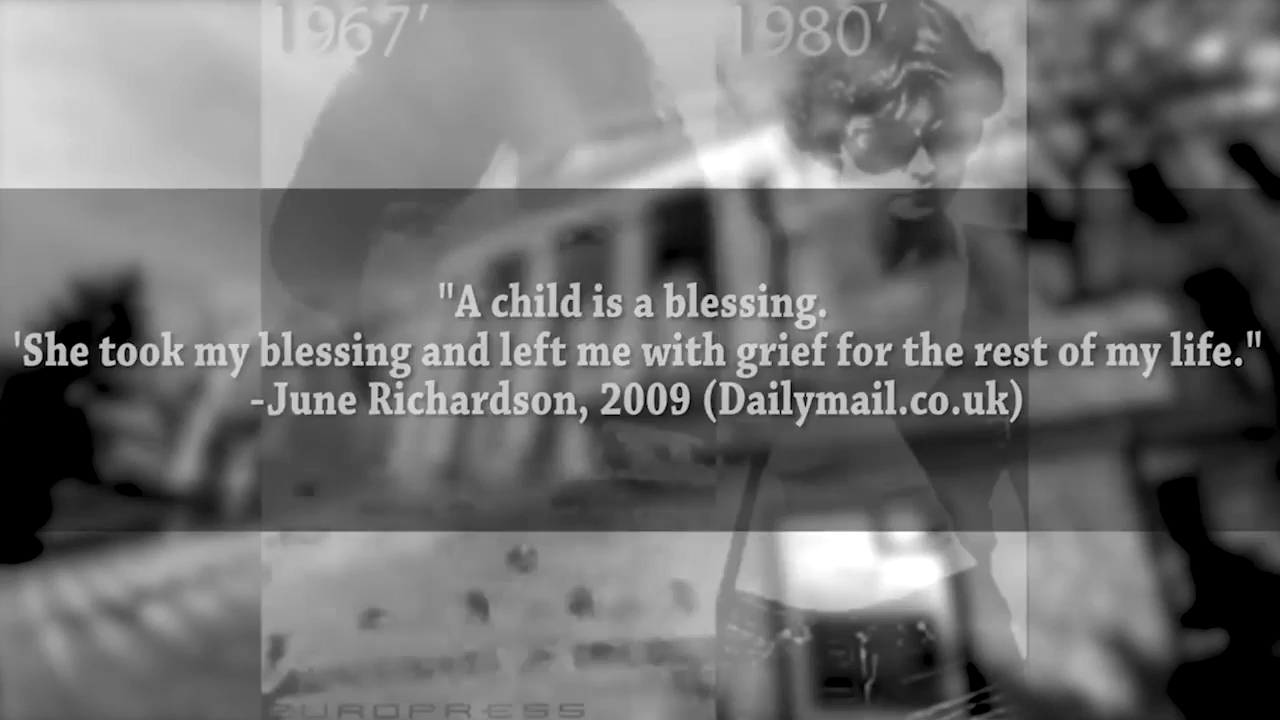 1967'
1980'
"A child is a blessing.
'She took my blessing and left me with grief for the rest of my life."
-June Richardson, 2009 (Dailymail.co.uk)
EUROPRESS